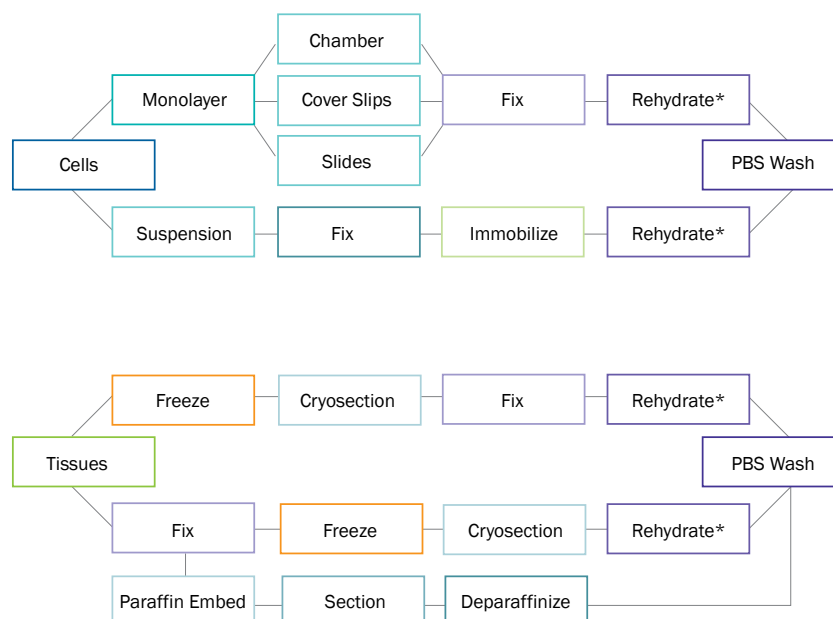 Chamber
Monolayer
Cover Slips
Fix
Rehydrate*
Cells
Slides
PBS Wash
Suspension
Fix
Immobilize
Rehydrate*
Freeze
Cryosection
Fix
Rehydrate*
Tissues
PBS Wash
Fix
Freeze
Cryosection
Rehydrate*
Paraffin Embed
Section
Deparaffinize